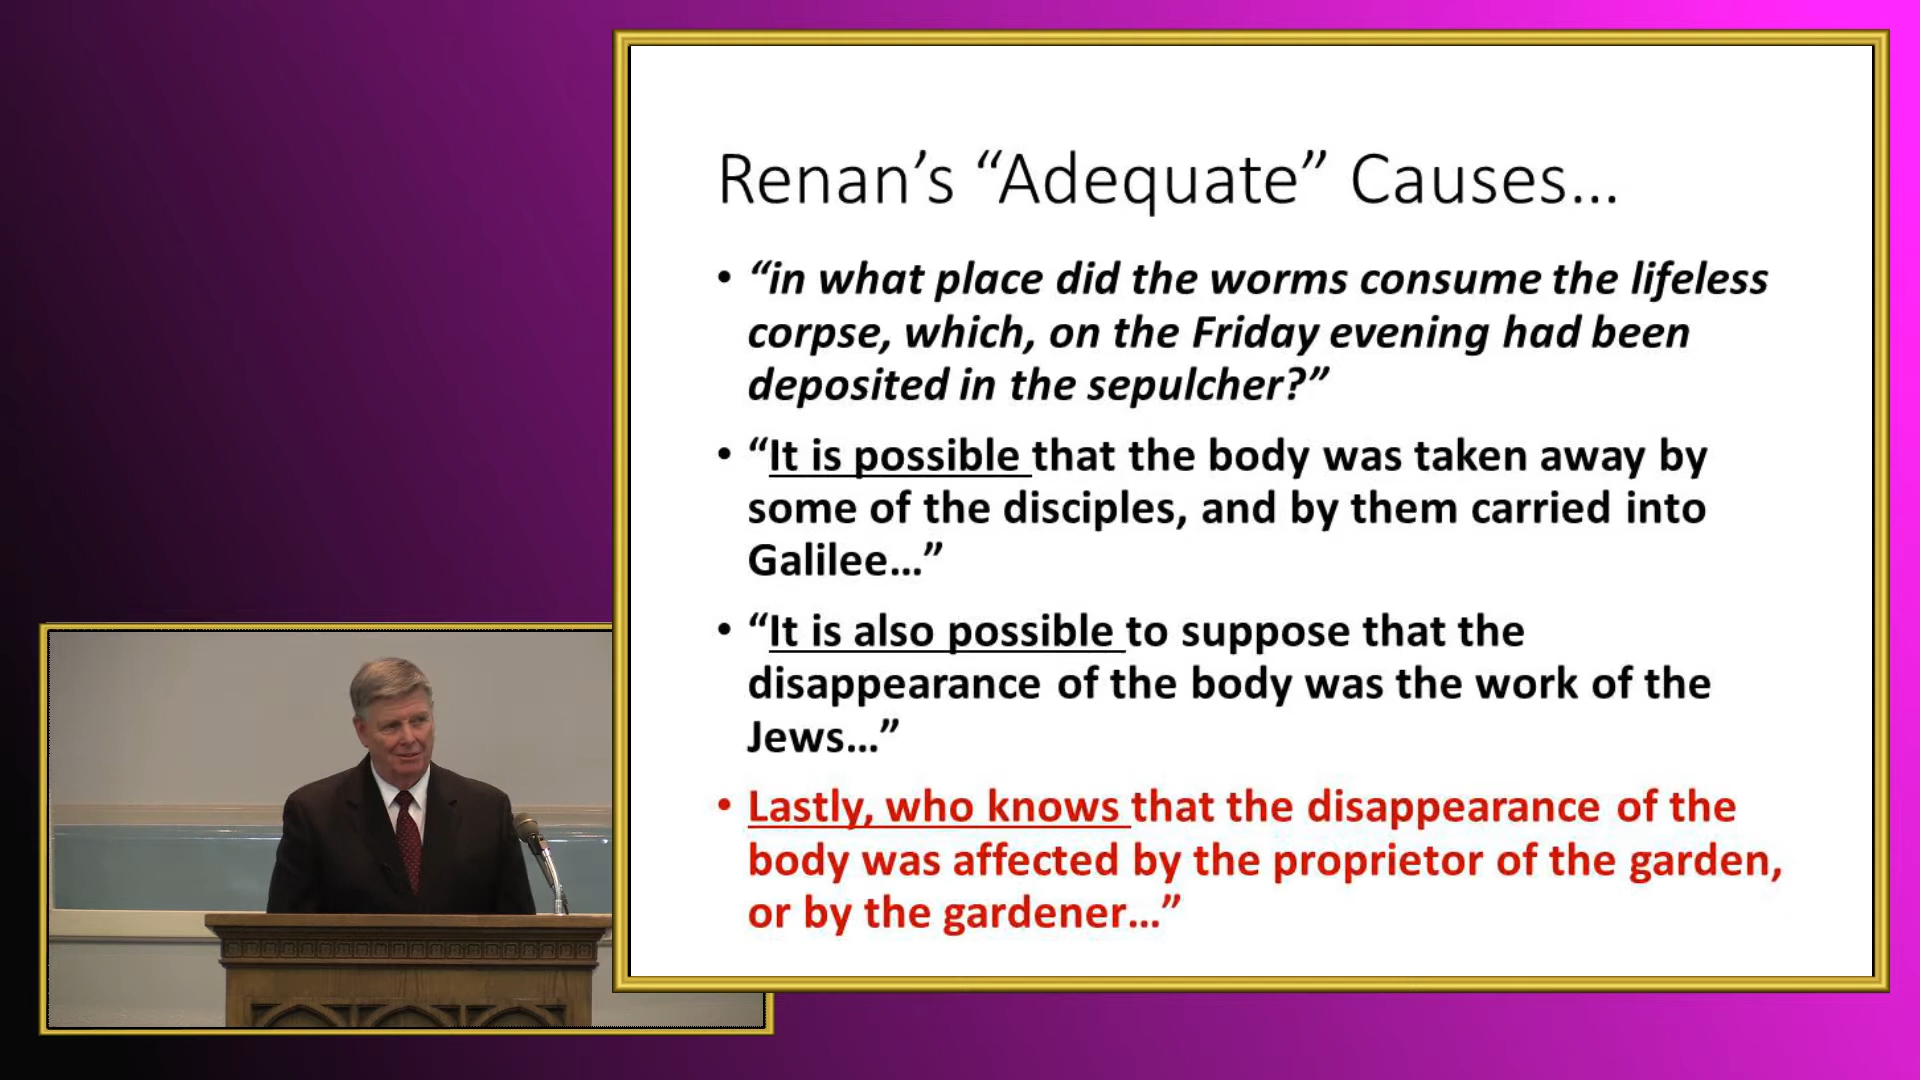 Renan’s “Adequate” Causes…
• “in what place did the worms consume the lifeless
corpse, which, on the Friday evening had been
deposited in the sepulcher?”
• “It is possible that the body was taken away by
some of the disciples, and by them carried into
Galilee…”
• “It is also possible to suppose that the
disappearance of the body was the work of the
Jews…”
• Lastly, who knows that the disappearance of the
body was affected by the proprietor of the garden,
or by the gardener…”